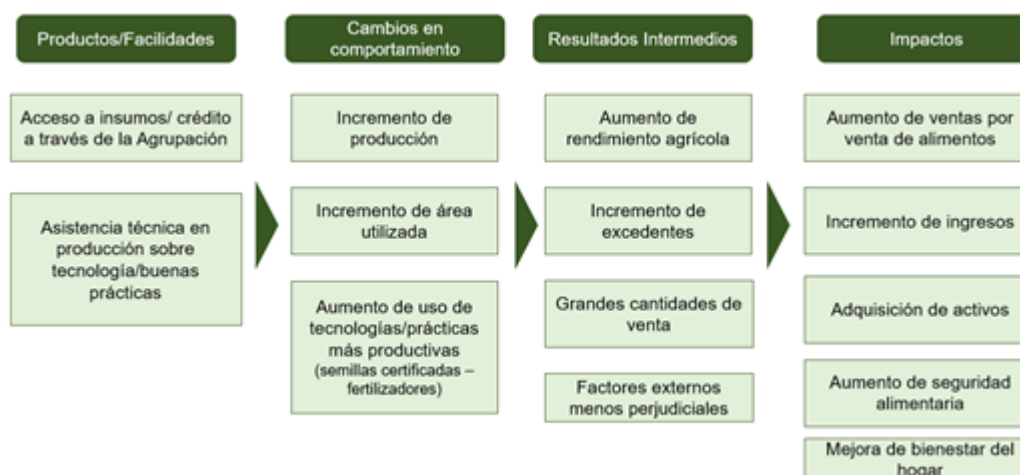 Productos/Facilidades
Acceso a insumos/ crédito
a través de la Agrupación
Asistencia técnica en
producción sobre
tecnología/buenas
prácticas
Cambios en
comportamiento
Incremento de
producción
Incremento de área
utilizada
Aumento de uso de
tecnologías/prácticas
más productivas
(semillas certificadas –
fertilizadores)
Resultados Intermedios
Aumento de
rendimiento agrícola
Incremento de
excedentes
Grandes cantidades de
venta
Factores externos
menos perjudiciales
Impactos
Aumento de ventas por
venta de alimentos
Incremento de ingresos
Adquisición de activos
Aumento de seguridad
alimentaria
Mejora de bienestar del
hogar